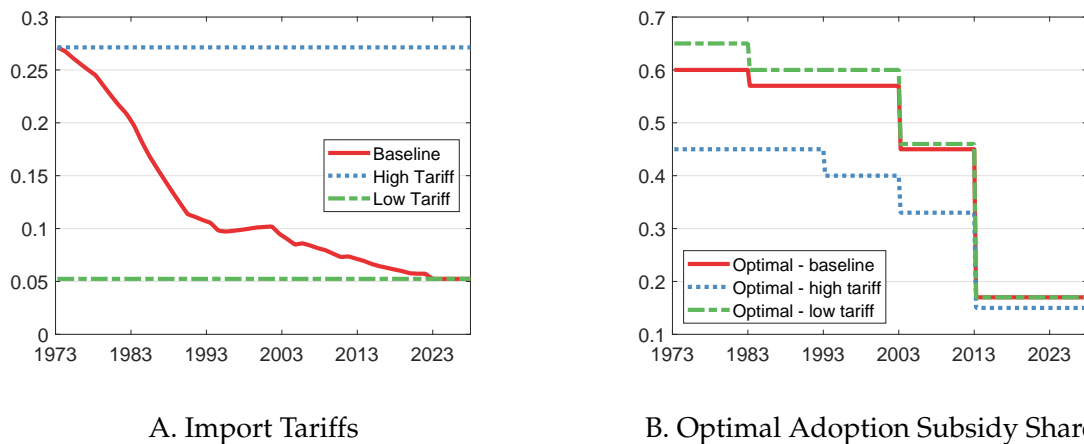 0.3
0.25
0.2
0.15
0.1
0.05
0
1973 1983 1993 2003 2013 2023
Baseline
High Tariff
Low Tariff
A. Import Tariffs
0.7
0.6
0.5
0.4
0.3
0.2
0.1
1973 1983 1993 2003 2013 2023
Optimal - baseline
Optimal - high tariff
Optimal - low tariff
B. Optimal Adoption Subsidy Share